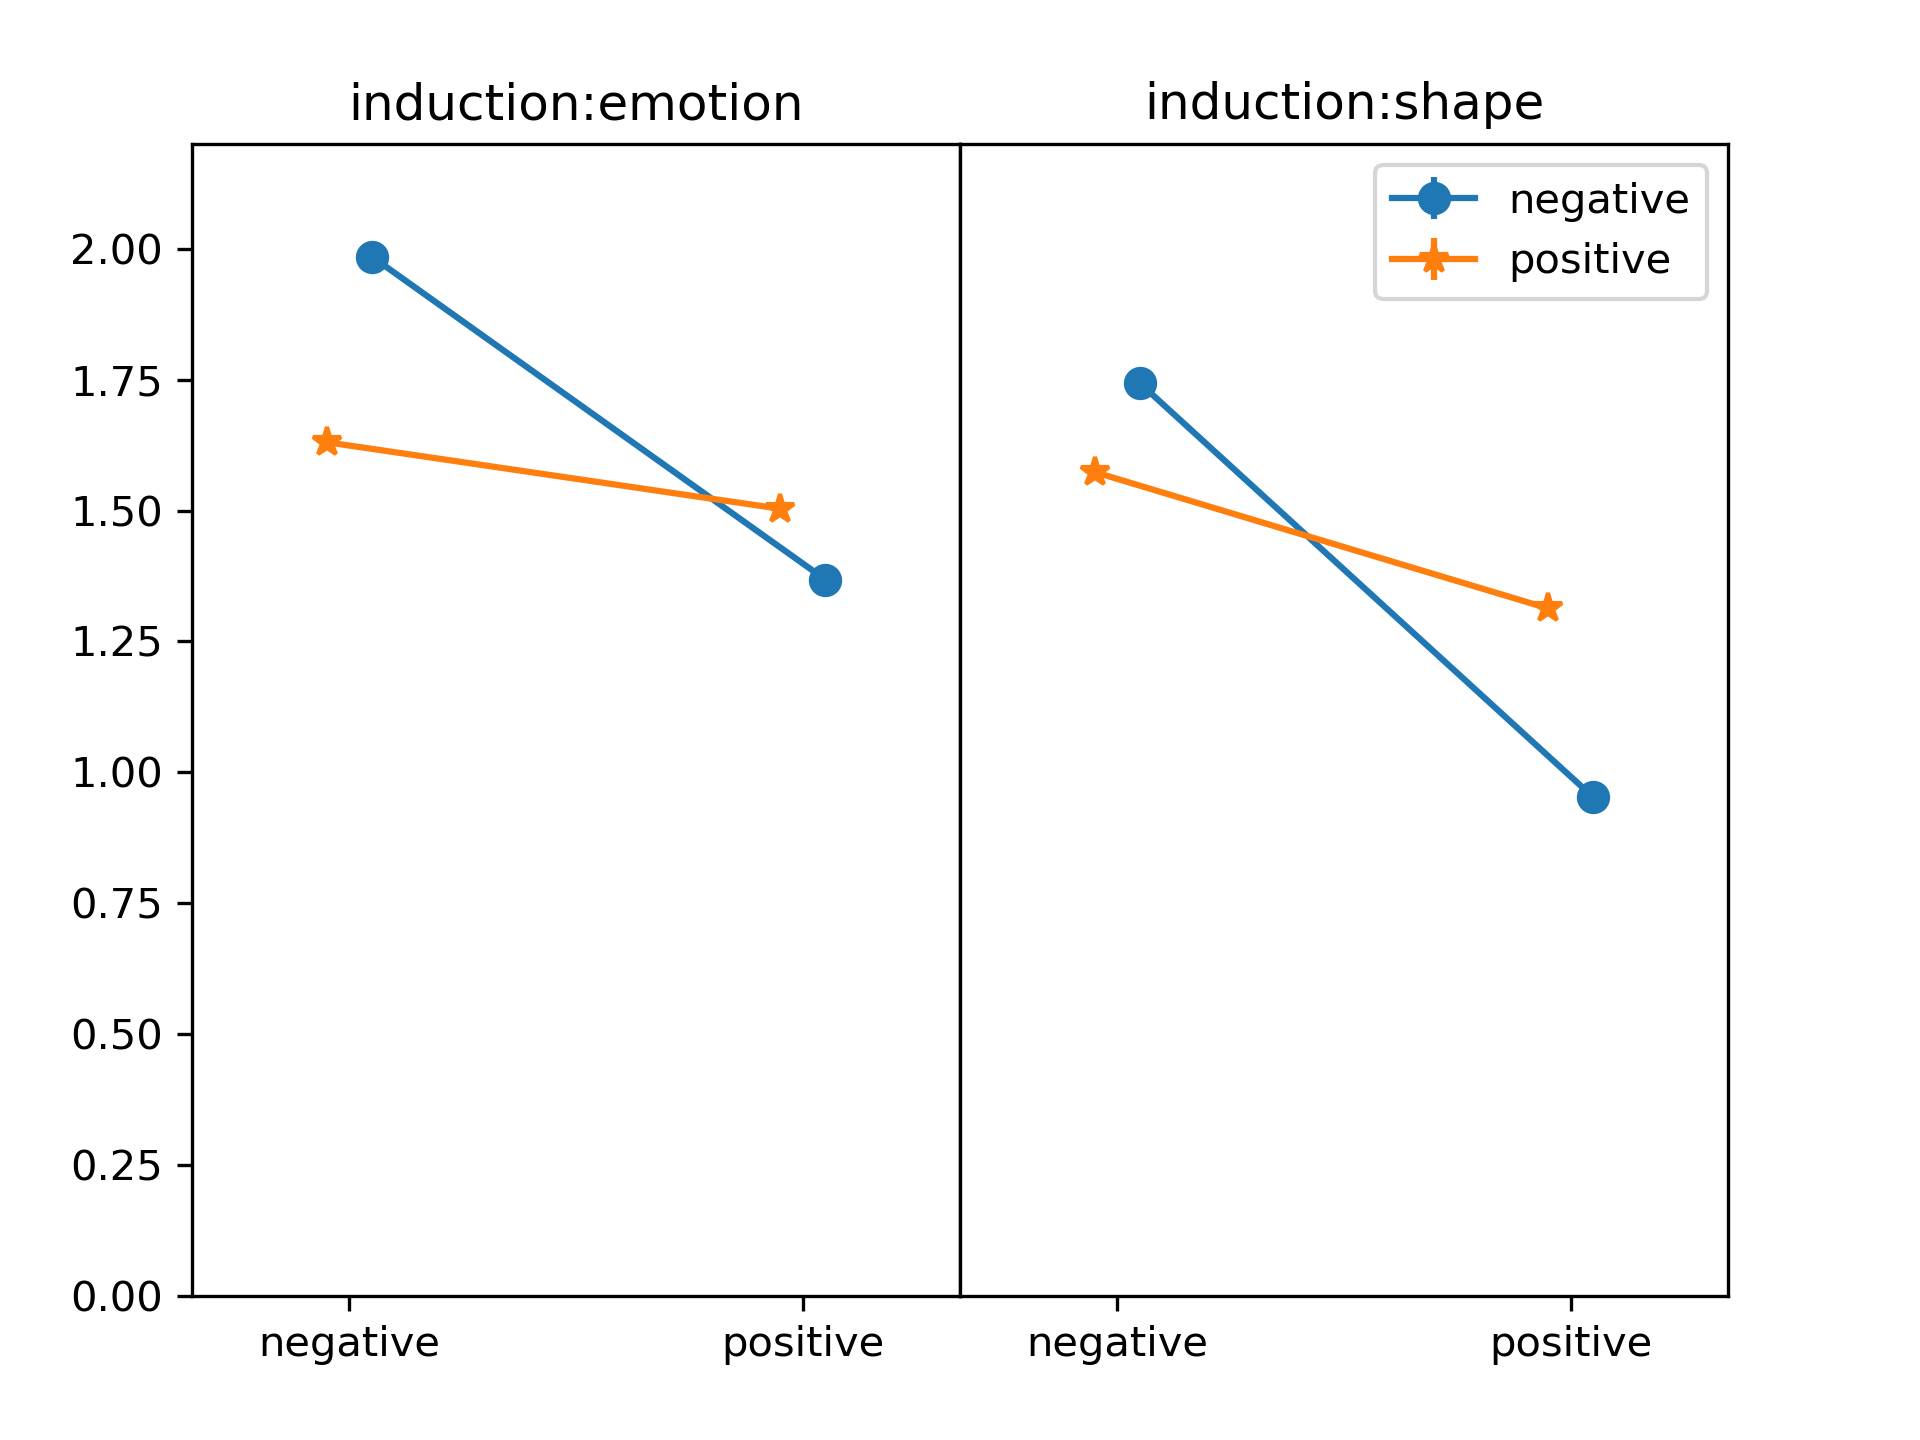 induction:emotion
induction:shape
negative
positive
2.00
1.75
1.50
1.25
1.00
0.75
0.50
0.25
0.00
negative
positive
negative
positive